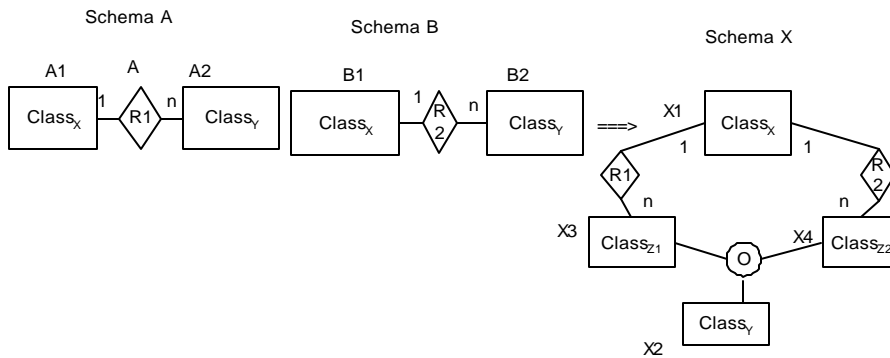 Schema A
Schema B
Schema X
A1
A
A2
B1
B2
Class_X
1
R1
n
Class_Y
Class_X
1
R
2
n
Class_Y
===>
X1
Class_X
1
1
R1
R
2
n
n
X3
Class_Z1
X4
Class_Z2
O
Class_Y
X2